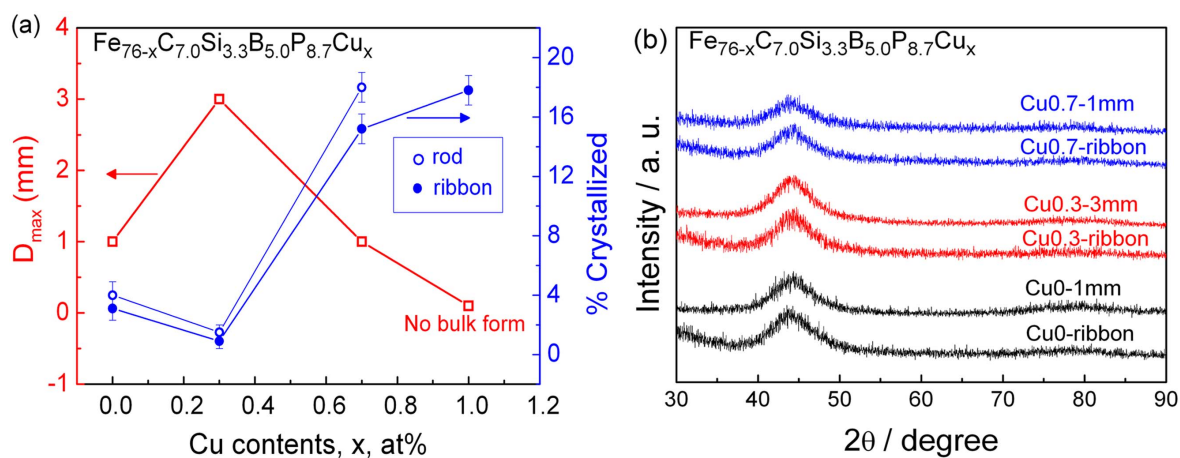 (a)
Fe76-xC7.0Si3.3B5.0P8.7Cux
4
3
2
1
0
-1
Dmax (mm)
20
16
12
8
4
0
% Crystallized
rod
ribbon
No bulk form
0.0 0.2 0.4 0.6 0.8 1.0 1.2
Cu contents, x, at%
(b)
Fe76-xC7.0Si3.3B5.0P8.7Cux
Intensity / a. u.
Cu0.7-1mm
Cu0.7-ribbon
Cu0.3-3mm
Cu0.3-ribbon
Cu0-1mm
Cu0-ribbon
30 40 50 60 70 80 90
2θ / degree